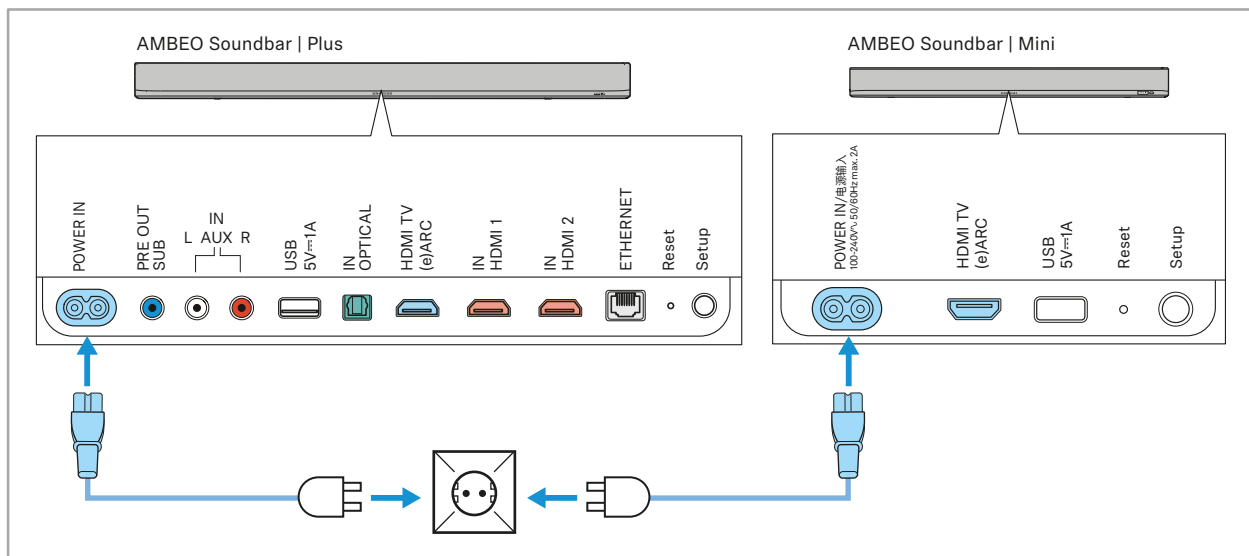 AMBEO Soundbar | Plus
POWER IN
PRE OUT
SUB
IN
L AUX R
USB
5V⎓1A
IN
OPTICAL
HDMI TV
(e)ARC
IN
HDMI 1
IN
HDMI 2
ETHERNET
Reset
Setup
AMBEO Soundbar | Mini
POWER IN/电源输入
100-240V∿ 50/60Hz max. 2A
HDMI TV
(e)ARC
USB
5V⎓1A
Reset
Setup